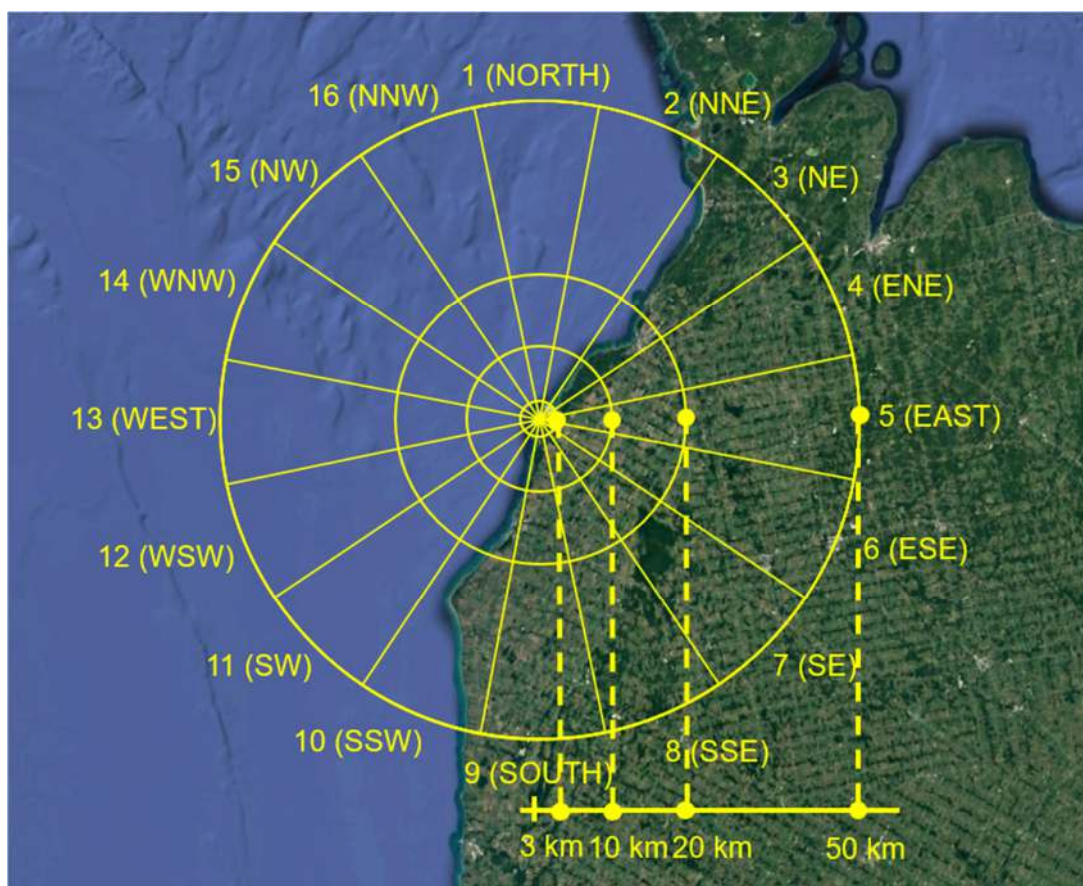 1 (NORTH)
16 (NNW)
2 (NNE)
15 (NW)
3 (NE)
14 (WNW)
4 (ENE)
13 (WEST)
5 (EAST)
12 (WSW)
6 (ESE)
11 (SW)
7 (SE)
10 (SSW)
8 (SSE)
9 (SOUTH)
3 km 10 km 20 km 50 km